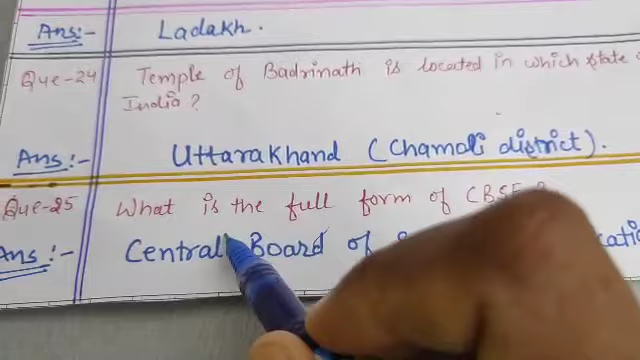 Ans:- Ladakh.
Que-24 Temple of Badrinath is located in which state
India?
Ans:- Uttarakhand (Chamoli district).
Que-25 What is the full form of CBSE?
Ans:- Central Board of